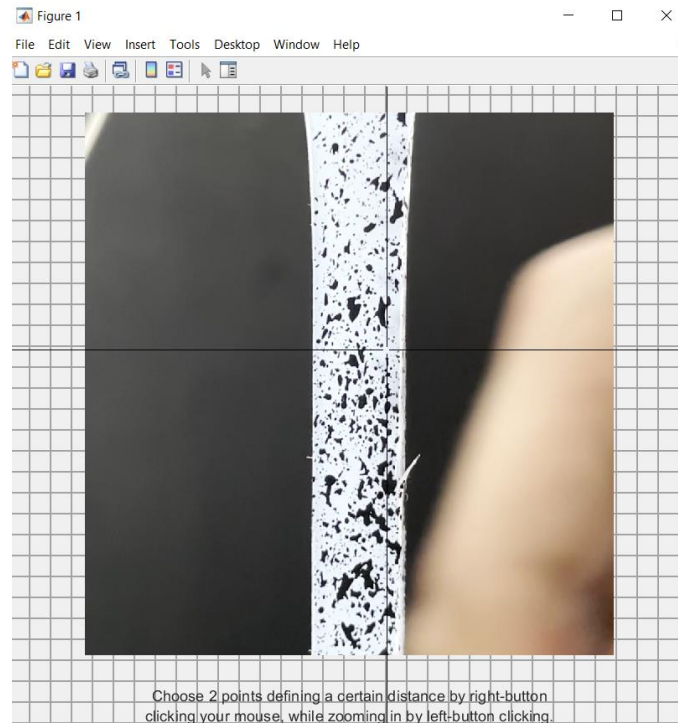 Figure 1
File Edit View Insert Tools Desktop Window Help
Choose 2 points defining a certain distance by right-button
clicking your mouse, while zooming in by left-button clicking.